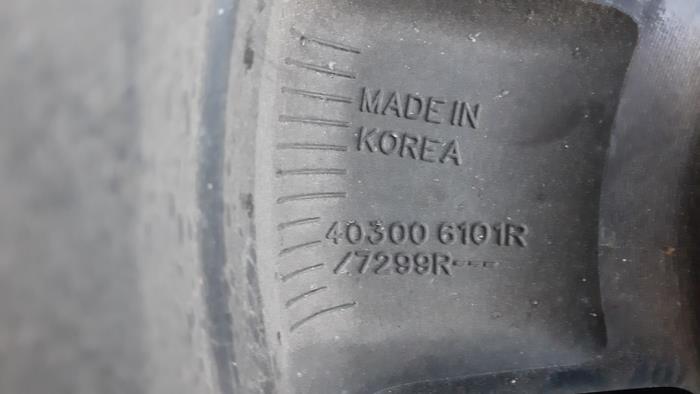 MADE IN
KOREA
40300 6101R
/7299R---